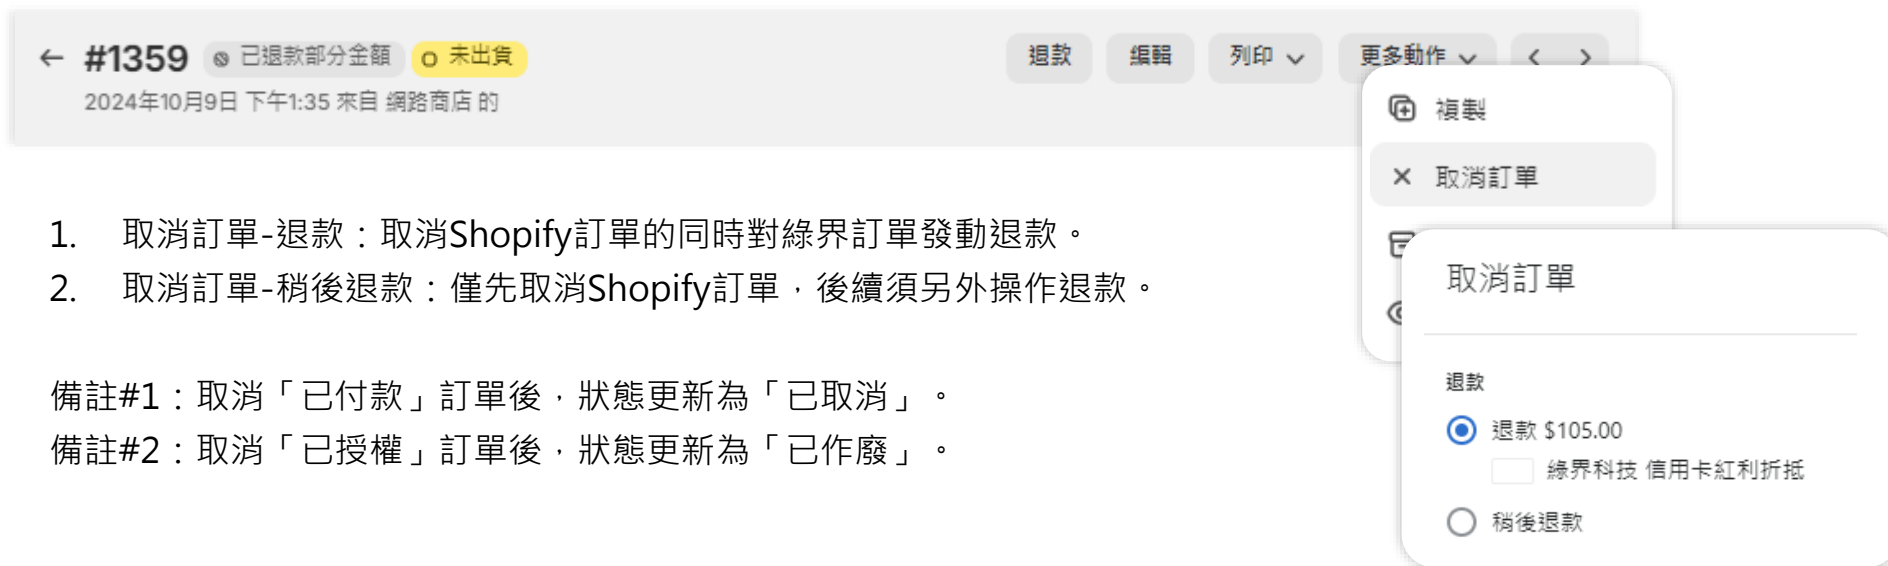 #1359 已退款部分金額 未出貨 退款 編輯 列印 更多動作
2024年10月9日 下午1:35 來自 網路商店 的
複製
取消訂單
1. 取消訂單-退款：取消Shopify訂單的同時對綠界訂單發動退款。
2. 取消訂單-稍後退款：僅先取消Shopify訂單，後續須另外操作退款。
備註#1：取消「已付款」訂單後，狀態更新為「已取消」。
備註#2：取消「已授權」訂單後，狀態更新為「已作廢」。
取消訂單
退款
退款 $105.00
綠界科技 信用卡紅利折抵
稍後退款